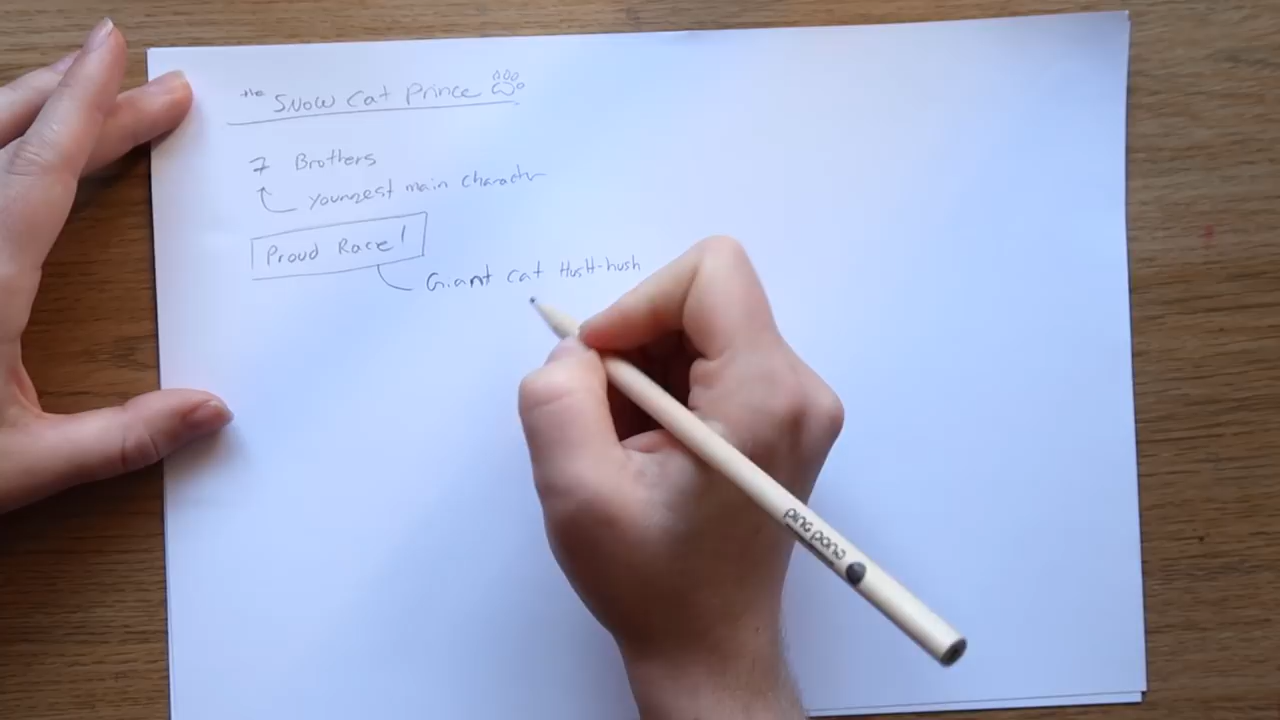 the Snow Cat Prince
7 Brothers
youngest main character
Proud Race!
Giant cat HusH-hush
ping pong